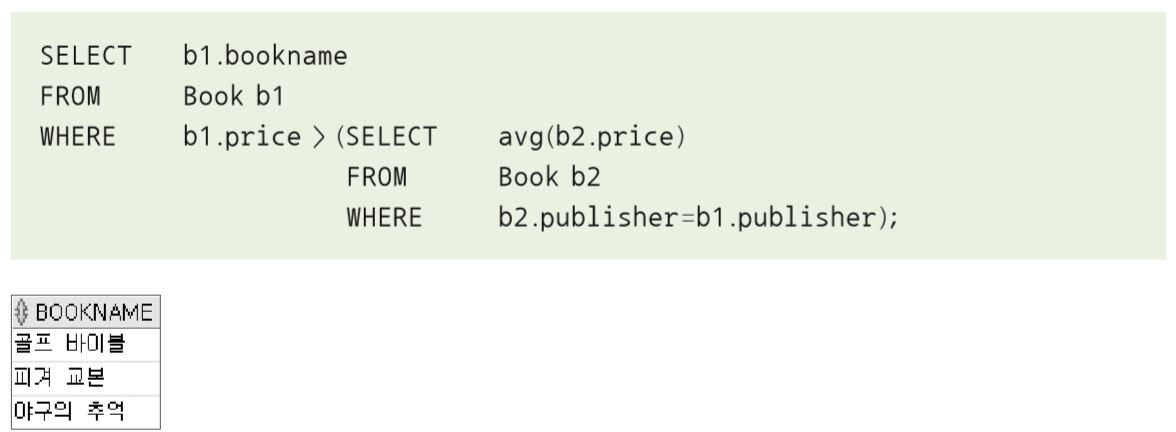 SELECT b1.bookname
FROM Book b1
WHERE b1.price > (SELECT avg(b2.price)
FROM Book b2
WHERE b2.publisher=b1.publisher);
BOOKNAME
골프 바이블
피겨 교본
야구의 추억